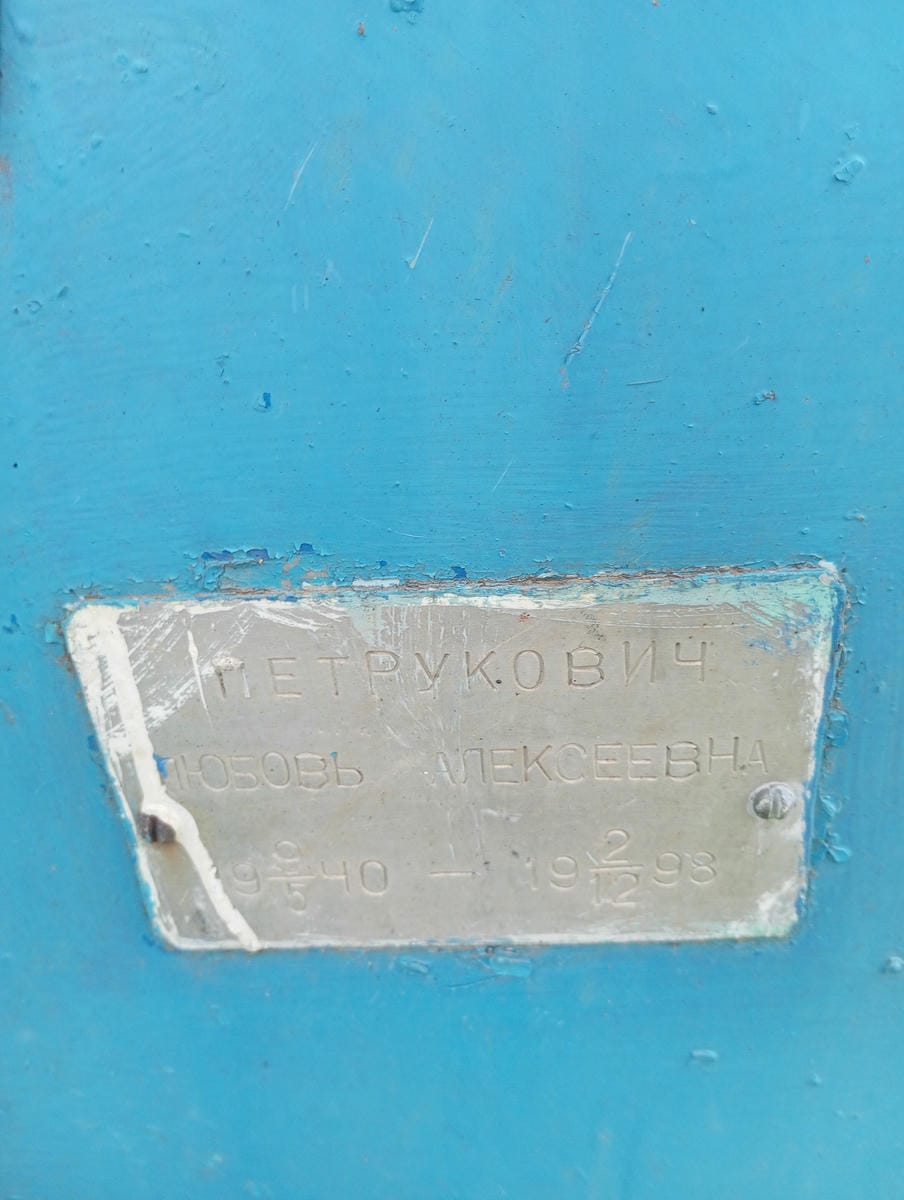 ПЕТРУКОВИЧ
ЛЮБОВЬ АЛЕКСЕЕВНА
19 9/5 40 — 19 2/12 98